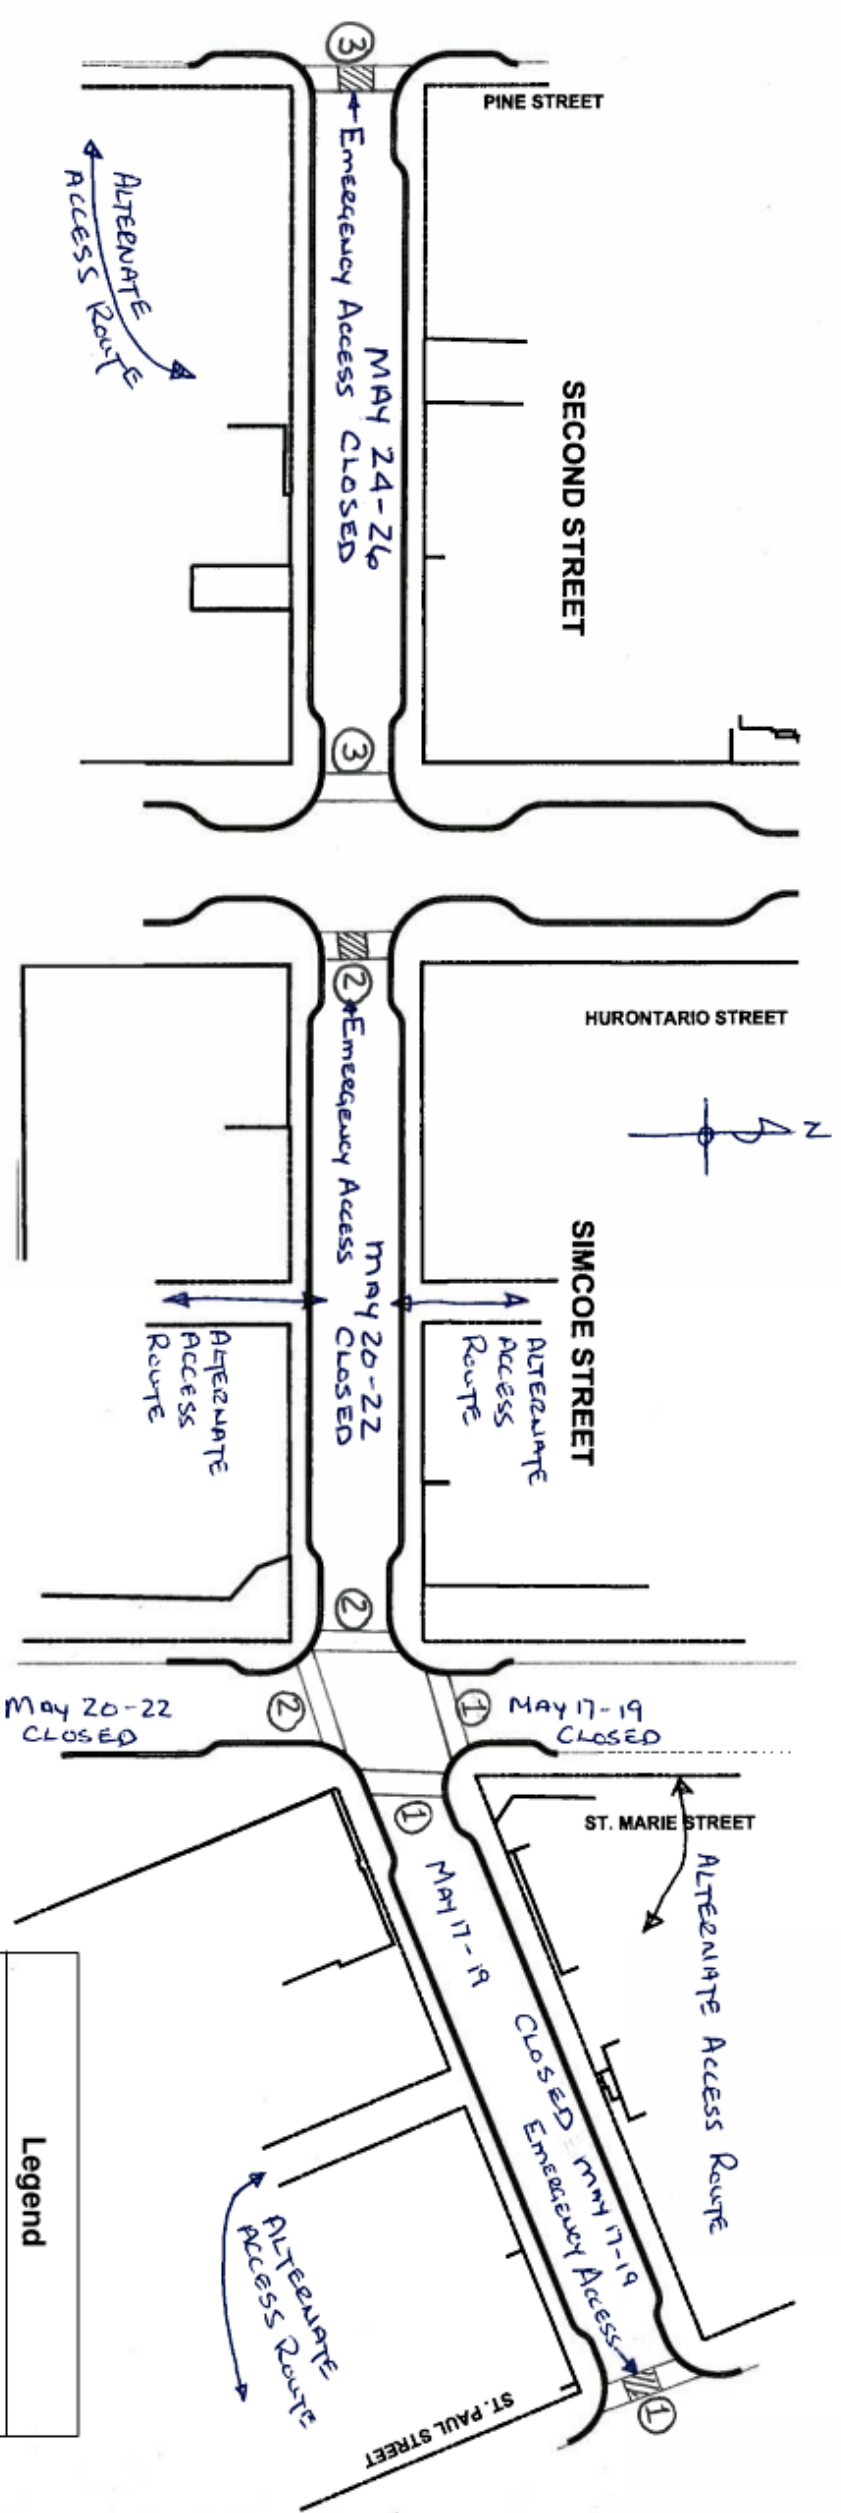 3
PINE STREET
EMERGENCY ACCESS
MAY 24-26
CLOSED
ALTERNATE
ACCESS ROUTE
SECOND STREET
3
2
HURONTARIO STREET
N
EMERGENCY ACCESS
MAY 20-22
CLOSED
SIMCOE STREET
ALTERNATE
ACCESS
ROUTE
ALTERNATE
ACCESS
ROUTE
2
May 20-22
CLOSED
2
1
MAY 17-19
CLOSED
1
ST. MARIE STREET
ALTERNATE ACCESS ROUTE
MAY 17-19
CLOSED MAY 17-19
EMERGENCY ACCESS
1
ALTERNATE
ACCESS ROUTE
ST. PAUL STREET
Legend